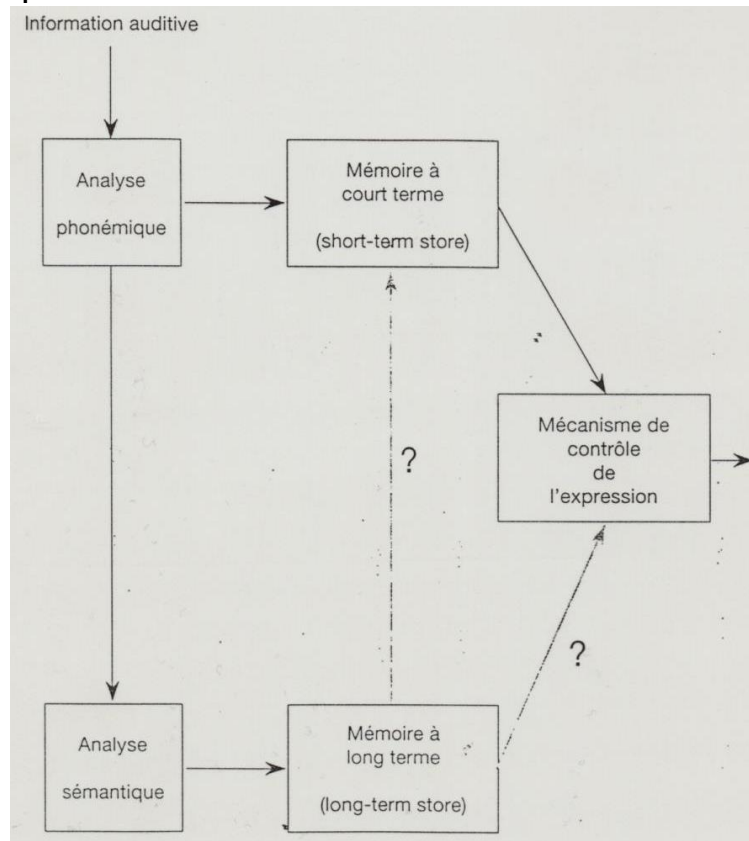 Information auditive
Analyse
phonémique
Mémoire à
court terme
(short-term store)
Mécanisme de
contrôle
de
l'expression
?
?
Analyse
sémantique
Mémoire à
long terme
(long-term store)